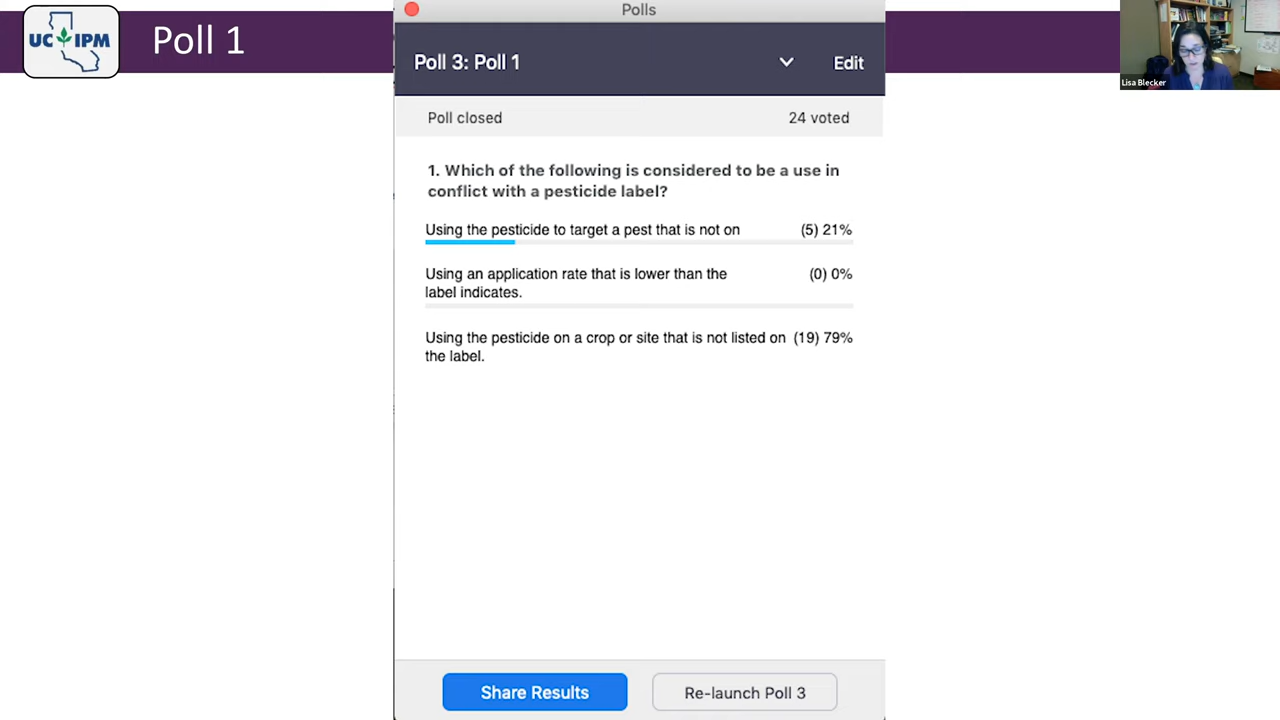 UC IPM
Poll 1
Polls
Lisa Blecker
Poll 3: Poll 1
Edit
Poll closed
24 voted
1. Which of the following is considered to be a use in
conflict with a pesticide label?
Using the pesticide to target a pest that is not on
(5) 21%
Using an application rate that is lower than the
label indicates.
(0) 0%
Using the pesticide on a crop or site that is not listed on
the label.
(19) 79%
Share Results
Re-launch Poll 3